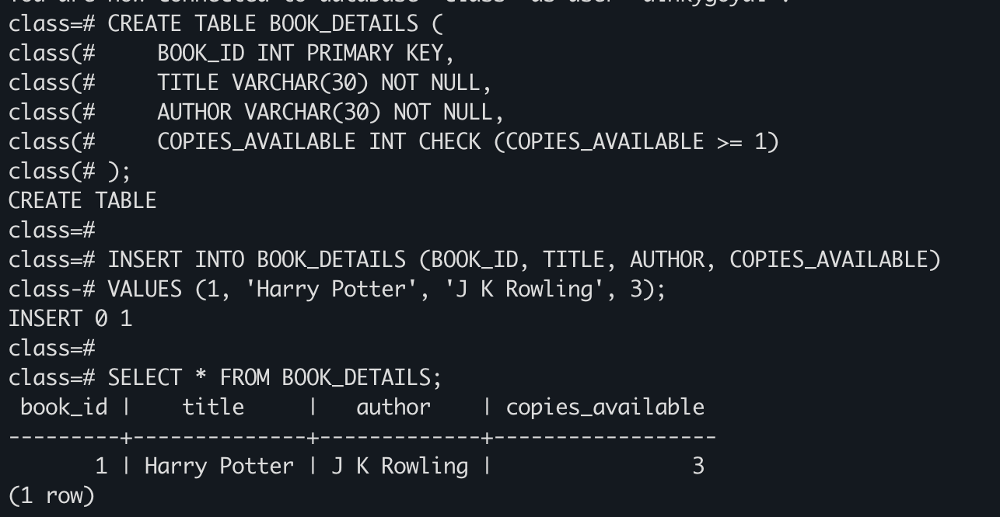 class=# CREATE TABLE BOOK_DETAILS (
class(#     BOOK_ID INT PRIMARY KEY,
class(#     TITLE VARCHAR(30) NOT NULL,
class(#     AUTHOR VARCHAR(30) NOT NULL,
class(#     COPIES_AVAILABLE INT CHECK (COPIES_AVAILABLE >= 1)
class(# );
CREATE TABLE
class=#
class=# INSERT INTO BOOK_DETAILS (BOOK_ID, TITLE, AUTHOR, COPIES_AVAILABLE)
class-# VALUES (1, 'Harry Potter', 'J K Rowling', 3);
INSERT 0 1
class=#
class=# SELECT * FROM BOOK_DETAILS;
 book_id |    title     |   author    | copies_available
---------+--------------+-------------+------------------
       1 | Harry Potter | J K Rowling |                3
(1 row)